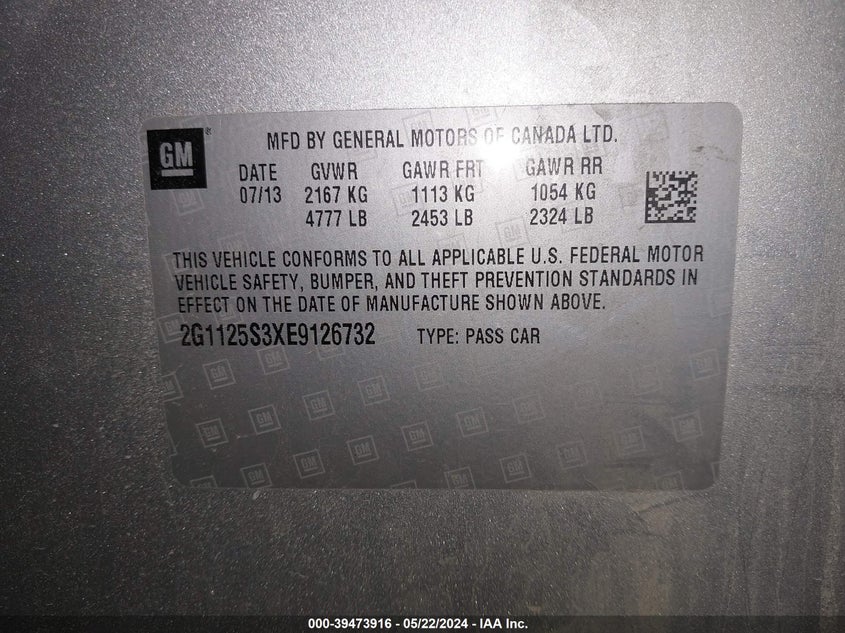 GM ® MFD BY GENERAL MOTORS OF CANADA LTD.
DATE GVWR GAWR FRT GAWR RR
07/13 2167 KG 1113 KG 1054 KG
4777 LB 2453 LB 2324 LB
THIS VEHICLE CONFORMS TO ALL APPLICABLE U.S. FEDERAL MOTOR
VEHICLE SAFETY, BUMPER, AND THEFT PREVENTION STANDARDS IN
EFFECT ON THE DATE OF MANUFACTURE SHOWN ABOVE.
2G1125S3XE9126732 TYPE: PASS CAR
000-39473916 - 05/22/2024 - IAA Inc.